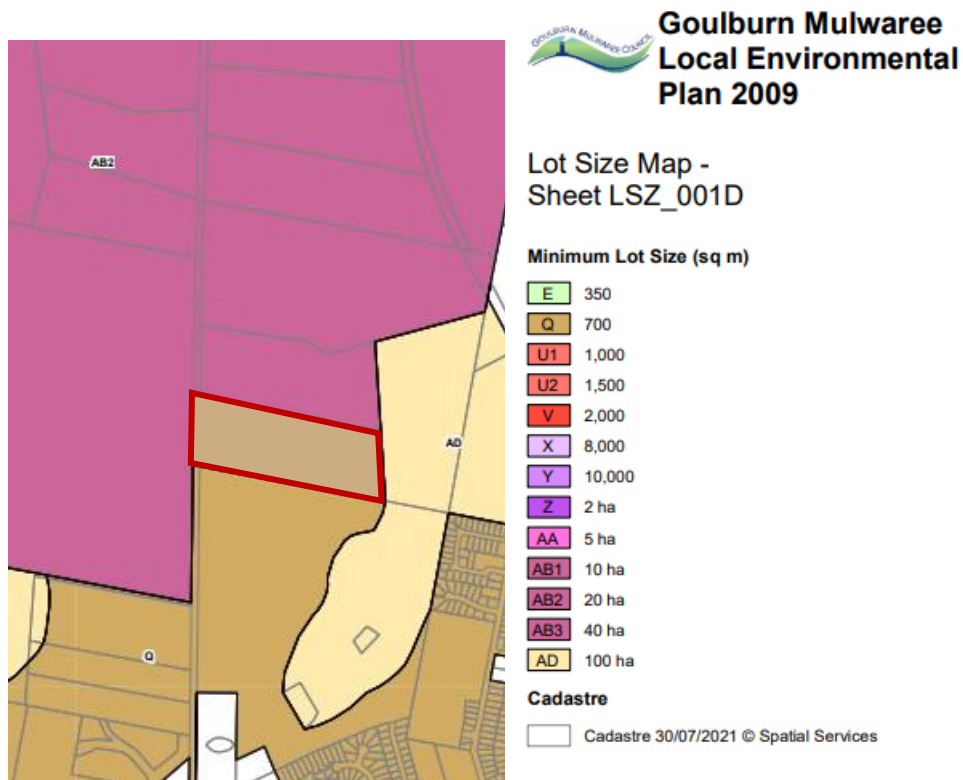 GOULBURN MULWAREE COUNCIL
Goulburn Mulwaree
Local Environmental
Plan 2009
Lot Size Map -
Sheet LSZ_001D
Minimum Lot Size (sq m)
E 350
Q 700
U1 1,000
U2 1,500
V 2,000
X 8,000
Y 10,000
Z 2 ha
AA 5 ha
AB1 10 ha
AB2 20 ha
AB3 40 ha
AD 100 ha
Cadastre
Cadastre 30/07/2021 © Spatial Services
AB2
AD
Q